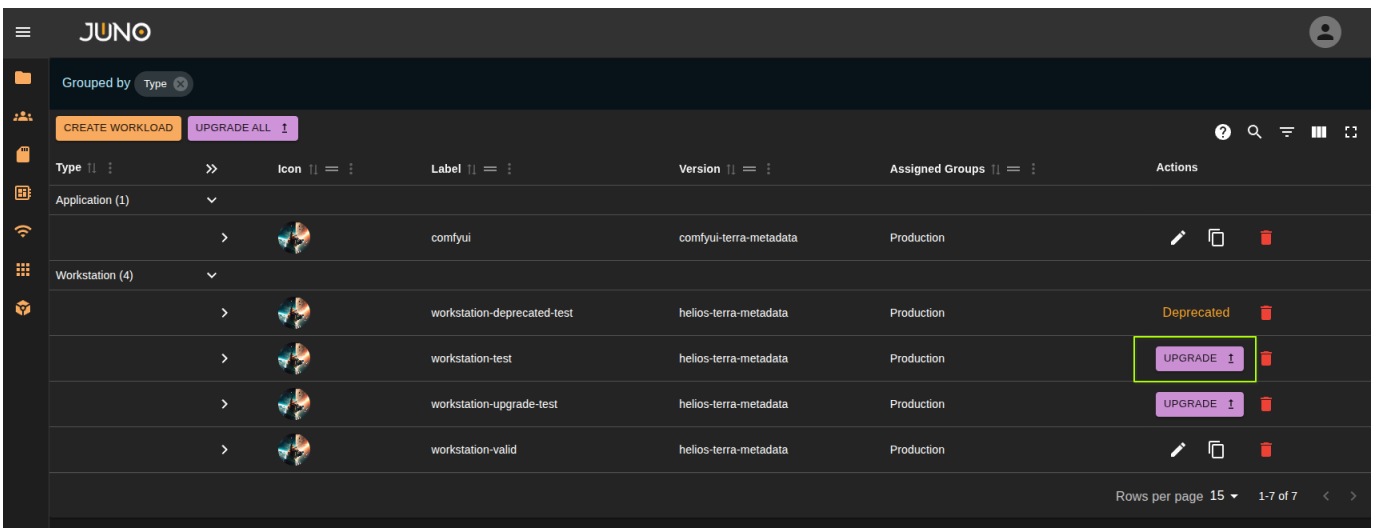 JUNO
Grouped by Type
CREATE WORKLOAD UPGRADE ALL
Type Icon Label Version Assigned Groups Actions
Application (1)
comfyui comfyui-terra-metadata Production
Workstation (4)
workstation-deprecated-test helios-terra-metadata Production Deprecated
workstation-test helios-terra-metadata Production UPGRADE
workstation-upgrade-test helios-terra-metadata Production UPGRADE
workstation-valid helios-terra-metadata Production
Rows per page 15 1-7 of 7